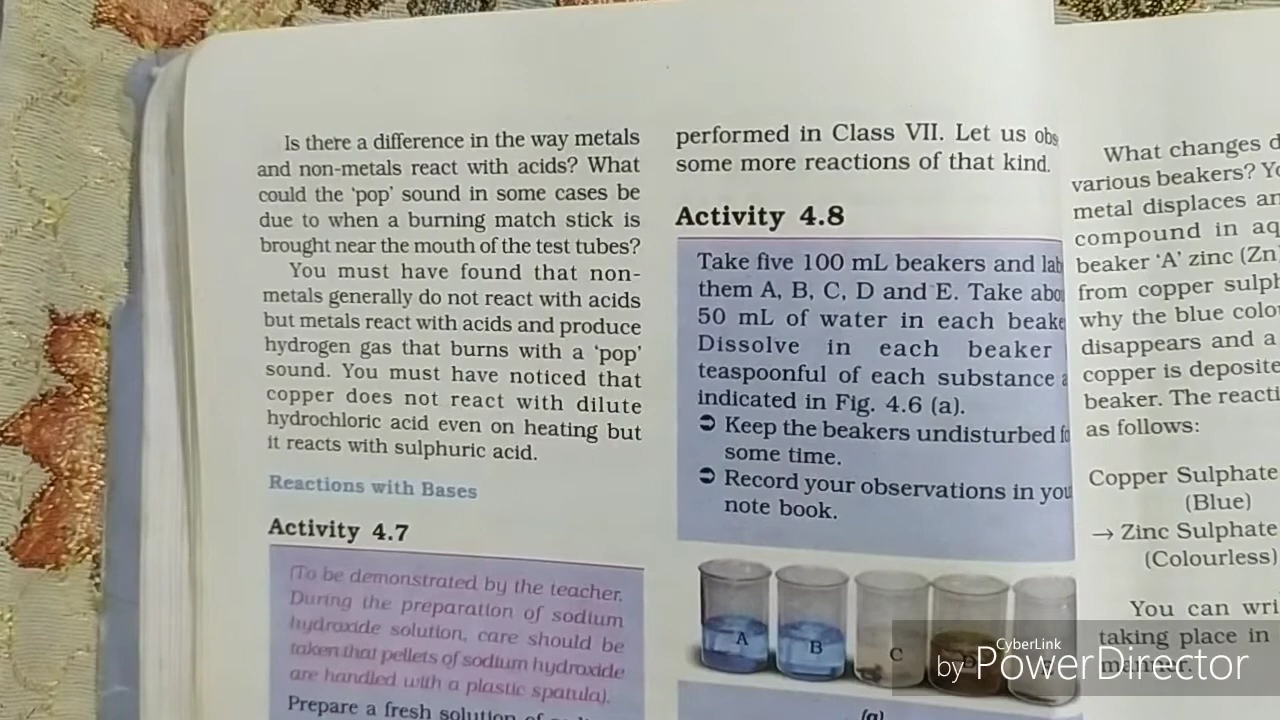 Is there a difference in the way metals
and non-metals react with acids? What
could the ‘pop’ sound in some cases be
due to when a burning match stick is
brought near the mouth of the test tubes?
You must have found that non-
metals generally do not react with acids
but metals react with acids and produce
hydrogen gas that burns with a ‘pop’
sound. You must have noticed that
copper does not react with dilute
hydrochloric acid even on heating but
it reacts with sulphuric acid.
Reactions with Bases
Activity 4.7
(To be demonstrated by the teacher.
During the preparation of sodium
hydroxide solution, care should be
taken that pellets of sodium hydroxide
are handled with a plastic spatula).
Prepare a fresh solution of
performed in Class VII. Let us
some more reactions of that kind.
Activity 4.8
Take five 100 mL beakers and
them A, B, C, D and E. Take
50 mL of water in each
Dissolve in each beaker
teaspoonful of each substance
indicated in Fig. 4.6 (a).
➲ Keep the beakers undisturbed
some time.
➲ Record your observations in
note book.
A B C D
(a)
What changes
various beakers?
metal displaces
compound in
beaker ‘A’ zinc (Zn)
from copper
why the blue
disappears and a
copper is
beaker. The
as follows:
Copper Sulphate
(Blue)
→ Zinc Sulphate
(Colourless)
You can
taking place in
manner.
CyberLink
by PowerDirector